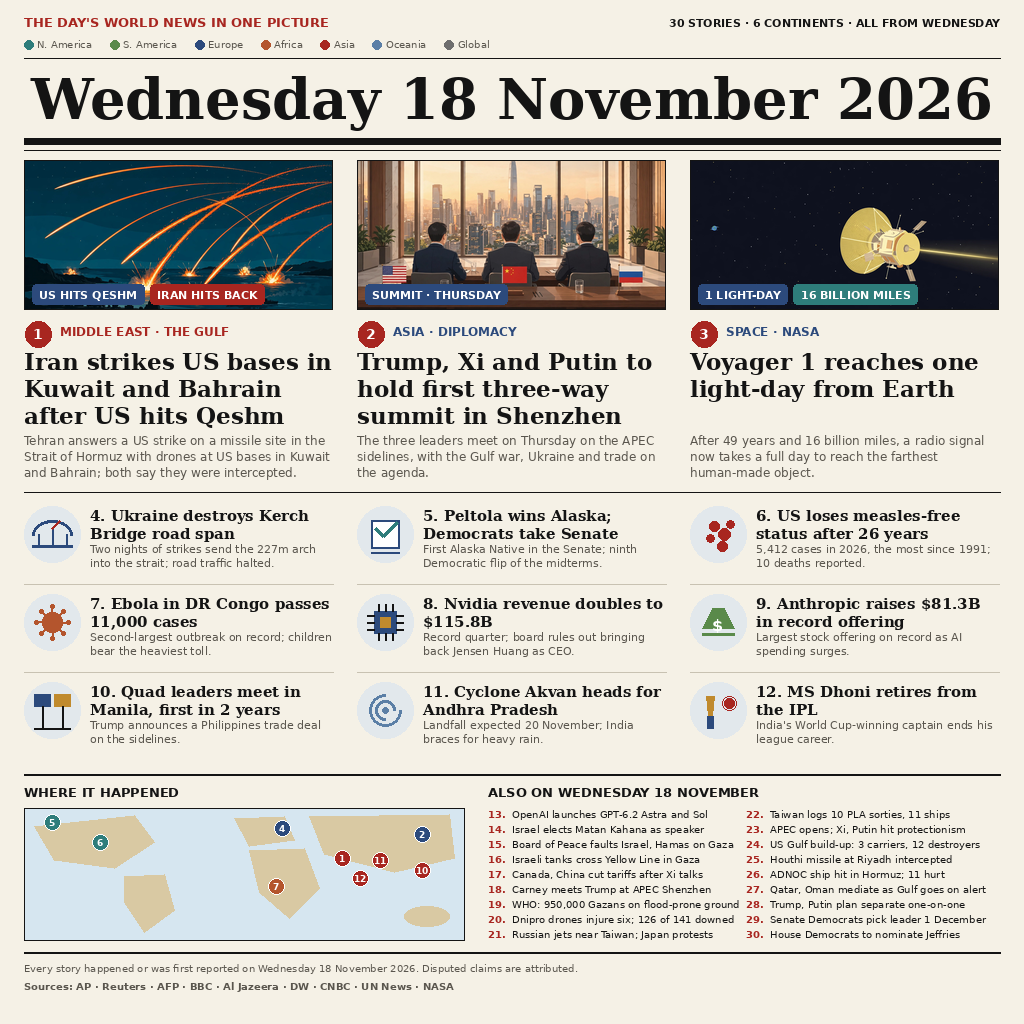 THE DAY'S WORLD NEWS IN ONE PICTURE
30 STORIES · 6 CONTINENTS · ALL FROM WEDNESDAY
N. America
S. America
Europe
Africa
Asia
Oceania
Global
Wednesday 18 November 2026
US HITS QESHM
IRAN HITS BACK
1
MIDDLE EAST · THE GULF
Iran strikes US bases in
Kuwait and Bahrain
after US hits Qeshm
Tehran answers a US strike on a missile site in the
Strait of Hormuz with drones at US bases in Kuwait
and Bahrain; both say they were intercepted.
SUMMIT · THURSDAY
2
ASIA · DIPLOMACY
Trump, Xi and Putin to
hold first three-way
summit in Shenzhen
The three leaders meet on Thursday on the APEC
sidelines, with the Gulf war, Ukraine and trade on
the agenda.
1 LIGHT-DAY
16 BILLION MILES
3
SPACE · NASA
Voyager 1 reaches one
light-day from Earth
After 49 years and 16 billion miles, a radio signal
now takes a full day to reach the farthest
human-made object.
4. Ukraine destroys Kerch
Bridge road span
Two nights of strikes send the 227m arch
into the strait; road traffic halted.
5. Peltola wins Alaska;
Democrats take Senate
First Alaska Native in the Senate; ninth
Democratic flip of the midterms.
6. US loses measles-free
status after 26 years
5,412 cases in 2026, the most since 1991;
10 deaths reported.
7. Ebola in DR Congo passes
11,000 cases
Second-largest outbreak on record; children
bear the heaviest toll.
8. Nvidia revenue doubles to
$115.8B
Record quarter; board rules out bringing
back Jensen Huang as CEO.
$
9. Anthropic raises $81.3B
in record offering
Largest stock offering on record as AI
spending surges.
10. Quad leaders meet in
Manila, first in 2 years
Trump announces a Philippines trade deal
on the sidelines.
11. Cyclone Akvan heads for
Andhra Pradesh
Landfall expected 20 November; India
braces for heavy rain.
12. MS Dhoni retires from
the IPL
India's World Cup-winning captain ends his
league career.
WHERE IT HAPPENED
5
6
4
2
1
11
12
10
7
ALSO ON WEDNESDAY 18 NOVEMBER
13. OpenAI launches GPT-6.2 Astra and Sol
14. Israel elects Matan Kahana as speaker
15. Board of Peace faults Israel, Hamas on Gaza
16. Israeli tanks cross Yellow Line in Gaza
17. Canada, China cut tariffs after Xi talks
18. Carney meets Trump at APEC Shenzhen
19. WHO: 950,000 Gazans on flood-prone ground
20. Dnipro drones injure six; 126 of 141 downed
21. Russian jets near Taiwan; Japan protests
22. Taiwan logs 10 PLA sorties, 11 ships
23. APEC opens; Xi, Putin hit protectionism
24. US Gulf build-up: 3 carriers, 12 destroyers
25. Houthi missile at Riyadh intercepted
26. ADNOC ship hit in Hormuz; 11 hurt
27. Qatar, Oman mediate as Gulf goes on alert
28. Trump, Putin plan separate one-on-one
29. Senate Democrats pick leader 1 December
30. House Democrats to nominate Jeffries
Every story happened or was first reported on Wednesday 18 November 2026. Disputed claims are attributed.
Sources: AP · Reuters · AFP · BBC · Al Jazeera · DW · CNBC · UN News · NASA